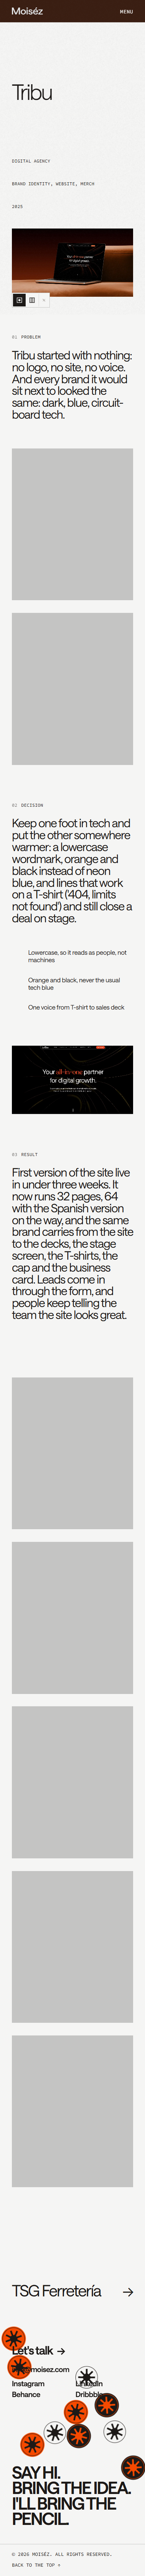 Moiséz
MENU
Tribu
DIGITAL AGENCY
BRAND IDENTITY, WEBSITE, MERCH
2025
01 PROBLEM
Tribu started with nothing:
no logo, no site, no voice.
And every brand it would
sit next to looked the
same: dark, blue, circuit-
board tech.
02 DECISION
Keep one foot in tech and
put the other somewhere
warmer: a lowercase
wordmark, orange and
black instead of neon
blue, and lines that work
on a T-shirt ('404, limits
not found') and still close a
deal on stage.
Lowercase, so it reads as people, not
machines
Orange and black, never the usual
tech blue
One voice from T-shirt to sales deck
Your all-in-one partner
for digital growth.
03 RESULT
First version of the site live
in under three weeks. It
now runs 32 pages, 64
with the Spanish version
on the way, and the same
brand carries from the site
to the decks, the stage
screen, the T-shirts, the
cap and the business
card. Leads come in
through the form, and
people keep telling the
team the site looks great.
TSG Ferretería →
Let's talk →
moisez.com
Instagram
LinkedIn
Behance
Dribbble
SAY HI.
BRING THE IDEA.
I'LL BRING THE
PENCIL.
© 2026 MOISÉZ. ALL RIGHTS RESERVED.
BACK TO THE TOP ↑